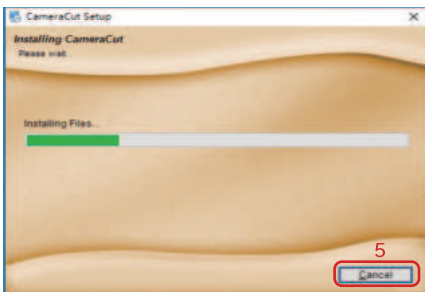 CameraCut Setup
Installing CameraCut
Please wait...
Installing Files...
5
Cancel